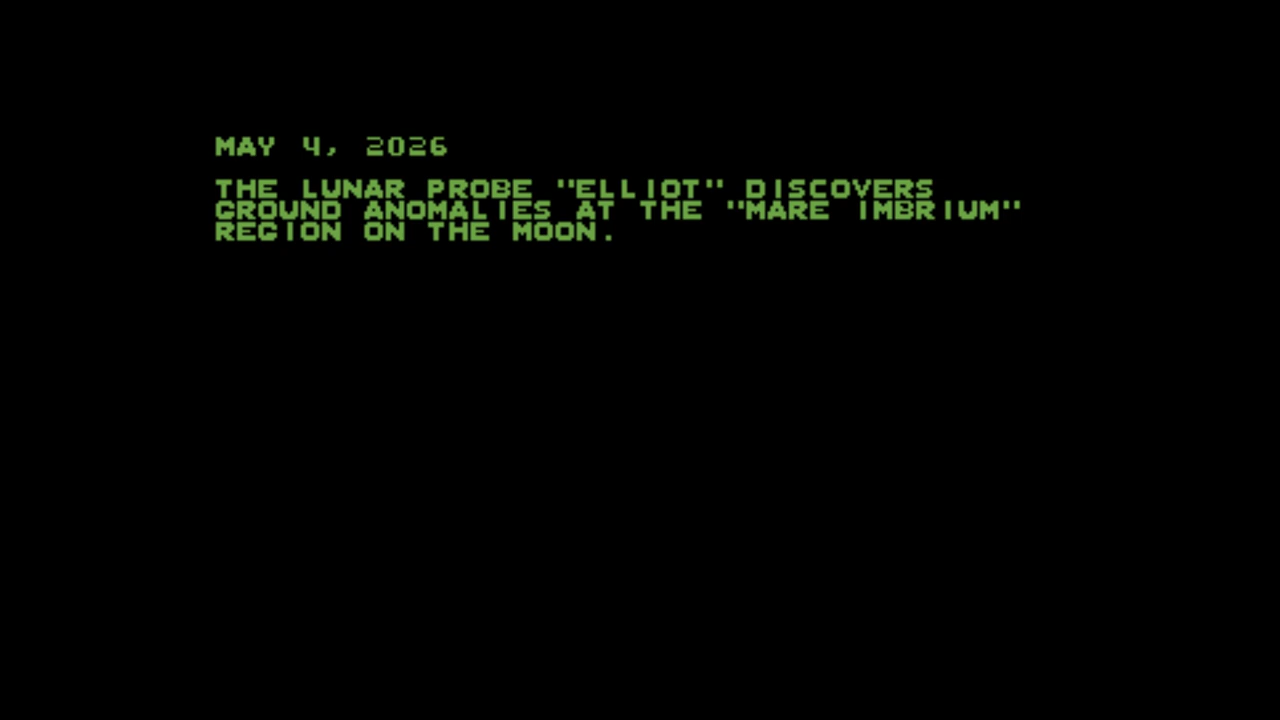 MAY 4, 2026
THE LUNAR PROBE "ELLIOT" DISCOVERS
GROUND ANOMALIES AT THE "MARE IMBRIUM"
REGION ON THE MOON.